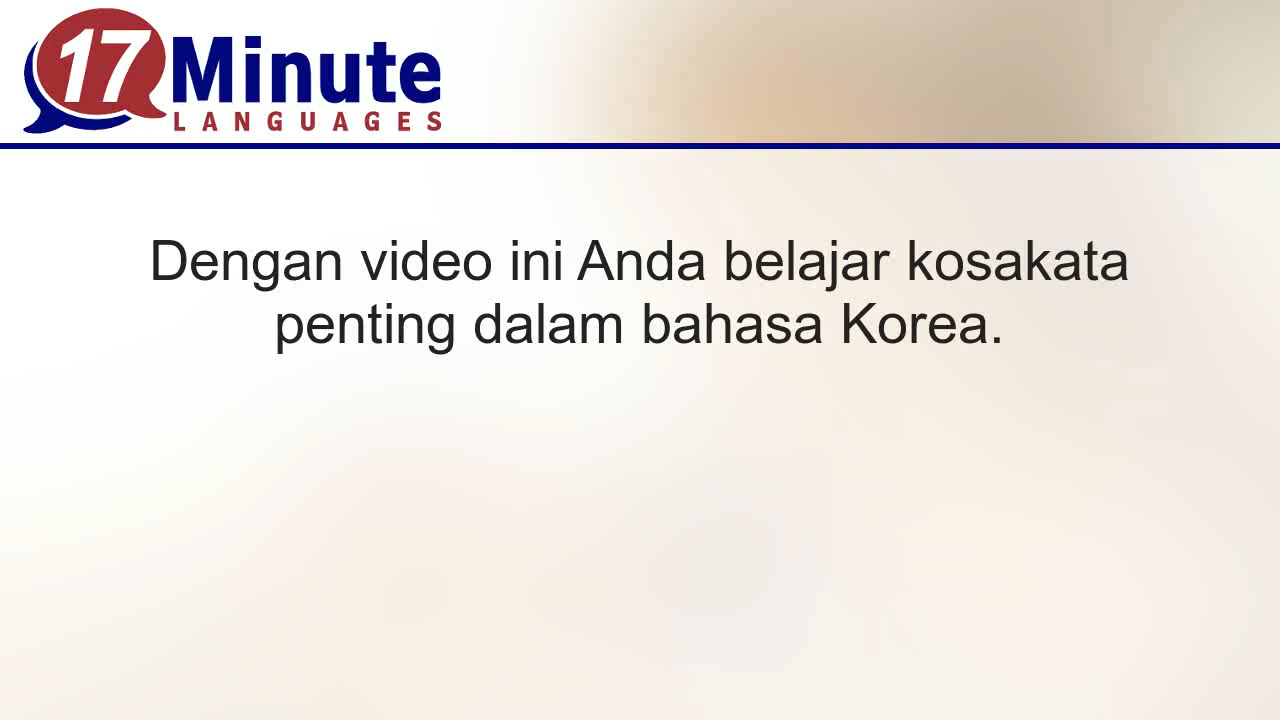 17 Minute
LANGUAGES
Dengan video ini Anda belajar kosakata
penting dalam bahasa Korea.